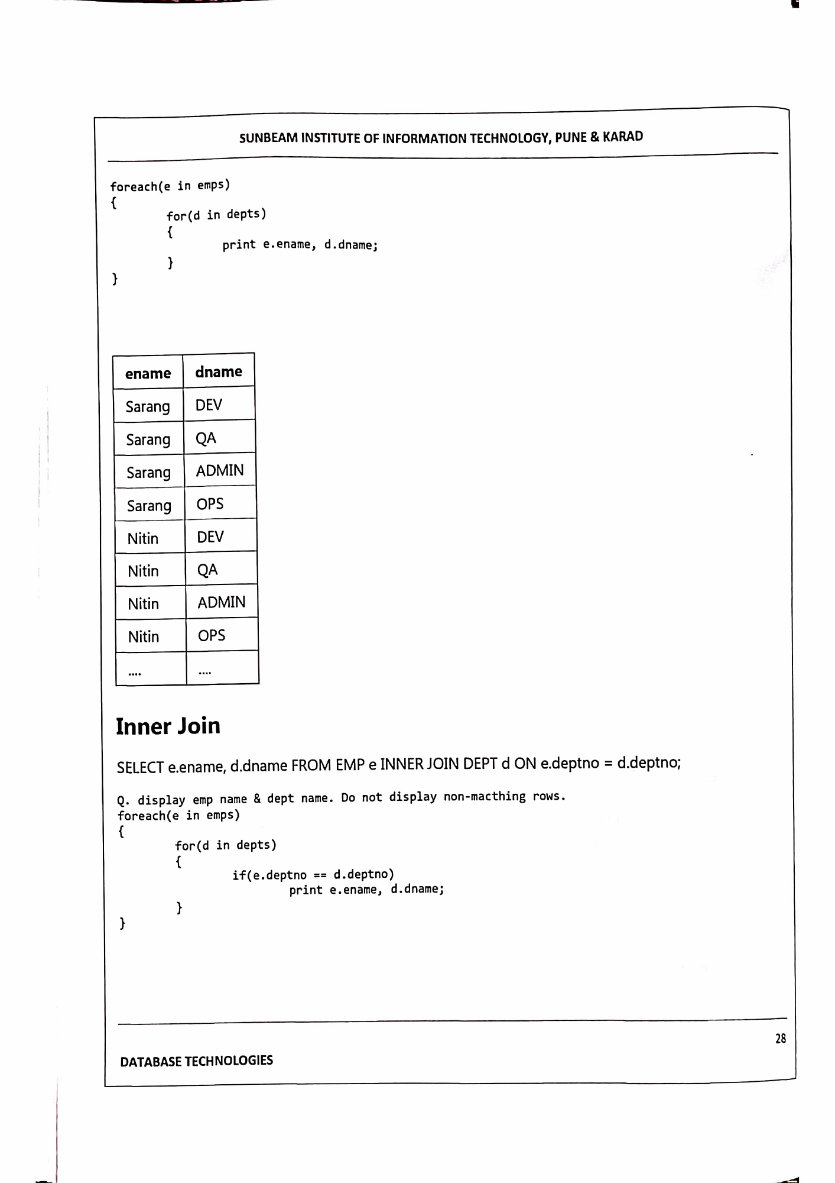 SUNBEAM INSTITUTE OF INFORMATION TECHNOLOGY, PUNE & KARAD
foreach(e in emps)
{
for(d in depts)
{
print e.ename, d.dname;
}
}
ename dname
Sarang DEV
Sarang QA
Sarang ADMIN
Sarang OPS
Nitin DEV
Nitin QA
Nitin ADMIN
Nitin OPS
.... ....
Inner Join
SELECT e.ename, d.dname FROM EMP e INNER JOIN DEPT d ON e.deptno = d.deptno;
Q. display emp name & dept name. Do not display non-macthing rows.
foreach(e in emps)
{
for(d in depts)
{
if(e.deptno == d.deptno)
print e.ename, d.dname;
}
}
28
DATABASE TECHNOLOGIES